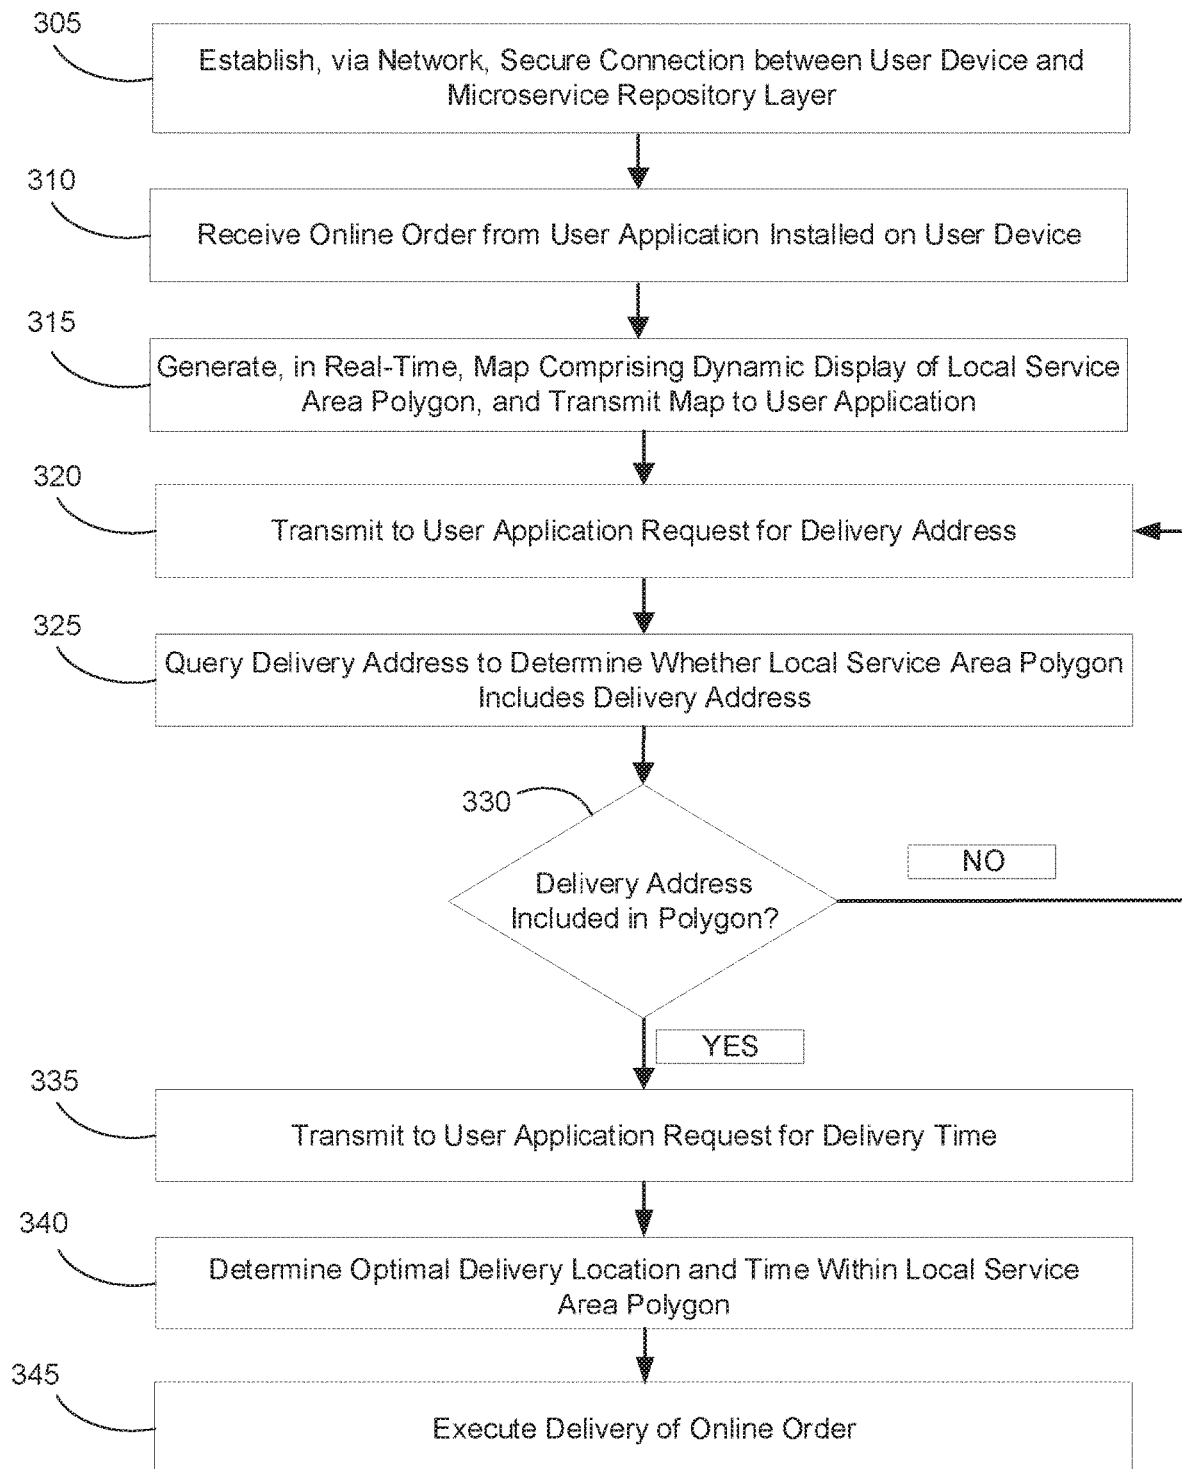 305
Establish, via Network, Secure Connection between User Device and
Microservice Repository Layer
310
Receive Online Order from User Application Installed on User Device
315
Generate, in Real-Time, Map Comprising Dynamic Display of Local Service
Area Polygon, and Transmit Map to User Application
320
Transmit to User Application Request for Delivery Address
325
Query Delivery Address to Determine Whether Local Service Area Polygon
Includes Delivery Address
330
Delivery Address
Included in Polygon?
NO
YES
335
Transmit to User Application Request for Delivery Time
340
Determine Optimal Delivery Location and Time Within Local Service
Area Polygon
345
Execute Delivery of Online Order